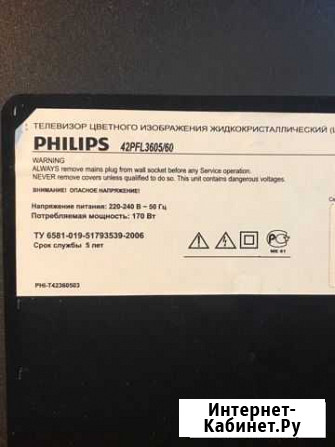 ТЕЛЕВИЗОР ЦВЕТНОГО ИЗОБРАЖЕНИЯ ЖИДКОКРИСТАЛЛИЧЕСКИЙ
PHILIPS 42PFL3605/60
WARNING
ALWAYS remove mains plug from wall socket before any Service operation.
NEVER remove covers unless qualified to do so. This unit contains dangerous voltages.
ВНИМАНИЕ! ОПАСНОЕ НАПРЯЖЕНИЕ!
Напряжение питания: 220-240 В ~ 50 Гц
Потребляемая мощность: 170 Вт
ТУ 6581-019-51793539-2006
Срок службы 5 лет
МЕ 61
PHI-T42360503
Интернет-
Кабинет.Ру